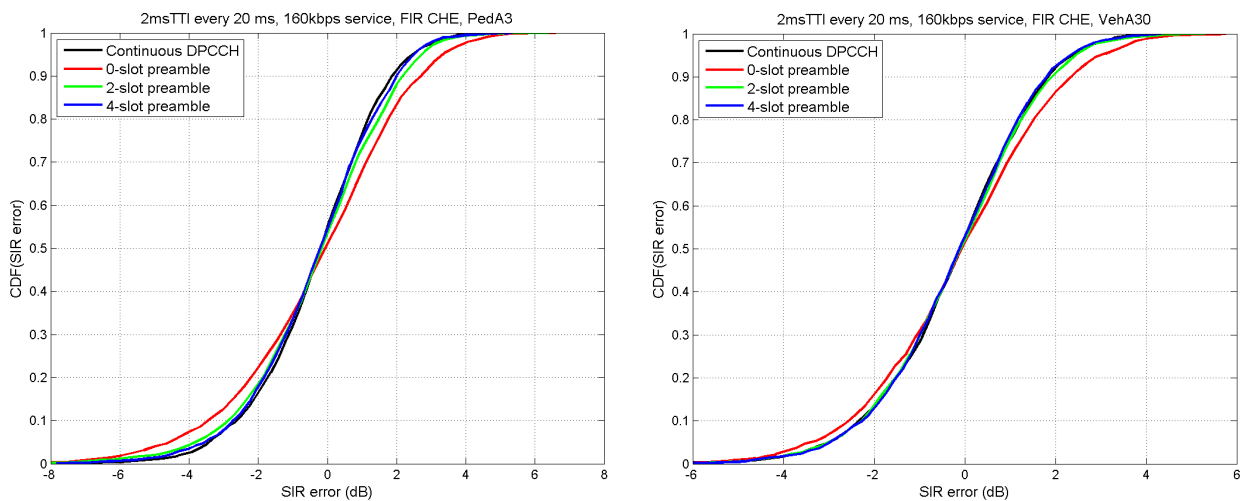 2msTTI every 20 ms, 160kbps service, FIR CHE, PedA3
Continuous DPCCH
0-slot preamble
2-slot preamble
4-slot preamble
CDF(SIR error)
1
0.9
0.8
0.7
0.6
0.5
0.4
0.3
0.2
0.1
0
-8 -6 -4 -2 0 2 4 6 8
SIR error (dB)
2msTTI every 20 ms, 160kbps service, FIR CHE, VehA30
Continuous DPCCH
0-slot preamble
2-slot preamble
4-slot preamble
CDF(SIR error)
1
0.9
0.8
0.7
0.6
0.5
0.4
0.3
0.2
0.1
0
-6 -4 -2 0 2 4 6
SIR error (dB)